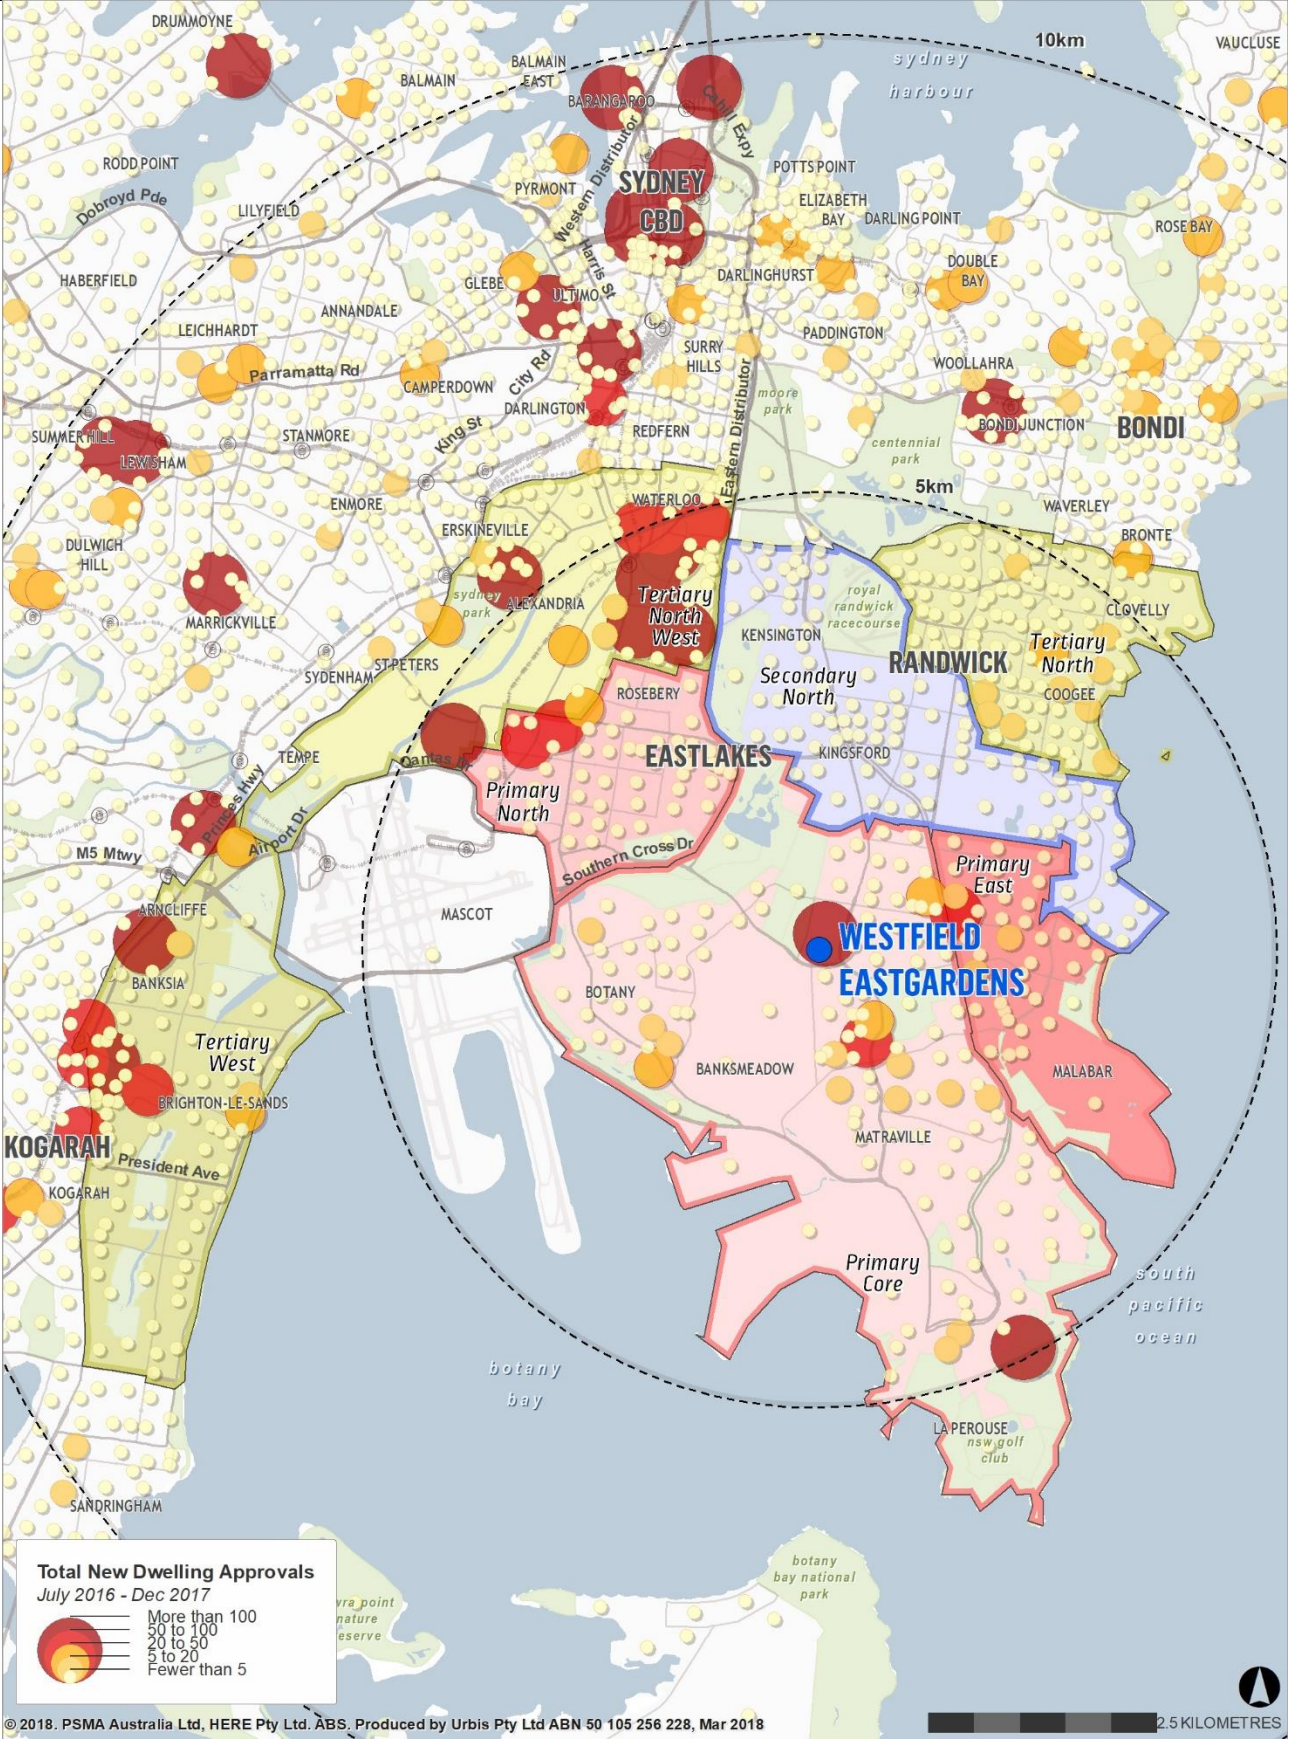 DRUMMOYNE
10km
VAUCLUSE
sydney
harbour
BALMAIN
EAST
BALMAIN
BARANGAROO
Cahill Expy
RODD POINT
Dobroyd Pde
LILYFIELD
PYRMONT
Western Distributor
SYDNEY
CBD
POTTS POINT
ELIZABETH
BAY
DARLING POINT
ROSE BAY
HABERFIELD
GLEBE
ULTIMO
Harris St
DARLINGHURST
DOUBLE
BAY
ANNANDALE
LEICHHARDT
PADDINGTON
SURRY
HILLS
WOOLLAHRA
Parramatta Rd
CAMPERDOWN
City Rd
DARLINGTON
moore
park
BONDI JUNCTION
BONDI
SUMMER HILL
LEWISHAM
STANMORE
King St
REDFERN
Eastern Distributor
centennial
park
5km
ENMORE
ERSKINEVILLE
WATERLOO
WAVERLEY
BRONTE
DULWICH
HILL
MARRICKVILLE
sydney
park
ALEXANDRIA
Tertiary
North
West
KENSINGTON
royal
randwick
racecourse
CLOVELLY
Tertiary
North
COOGEE
SYDENHAM
ST PETERS
ROSEBERY
Secondary
North
RANDWICK
TEMPE
Qantas Dr
EASTLAKES
KINGSFORD
Primary
North
Princes Hwy
Airport Dr
M5 Mtwy
Southern Cross Dr
Primary
East
ARNCLIFFE
MASCOT
WESTFIELD
EASTGARDENS
BANKSIA
BOTANY
Tertiary
West
BANKSMEADOW
MALABAR
BRIGHTON-LE-SANDS
MATRAVILLE
KOGARAH
President Ave
KOGARAH
Primary
Core
south
pacific
ocean
botany
bay
LA PEROUSE
nsw golf
club
SANDRINGHAM
Total New Dwelling Approvals
July 2016 - Dec 2017
More than 100
50 to 100
20 to 50
5 to 20
Fewer than 5
point
nature
botany
bay national
park
© 2018. PSMA Australia Ltd, HERE Pty Ltd. ABS. Produced by Urbis Pty Ltd ABN 50 105 256 228, Mar 2018
2.5 KILOMETRES